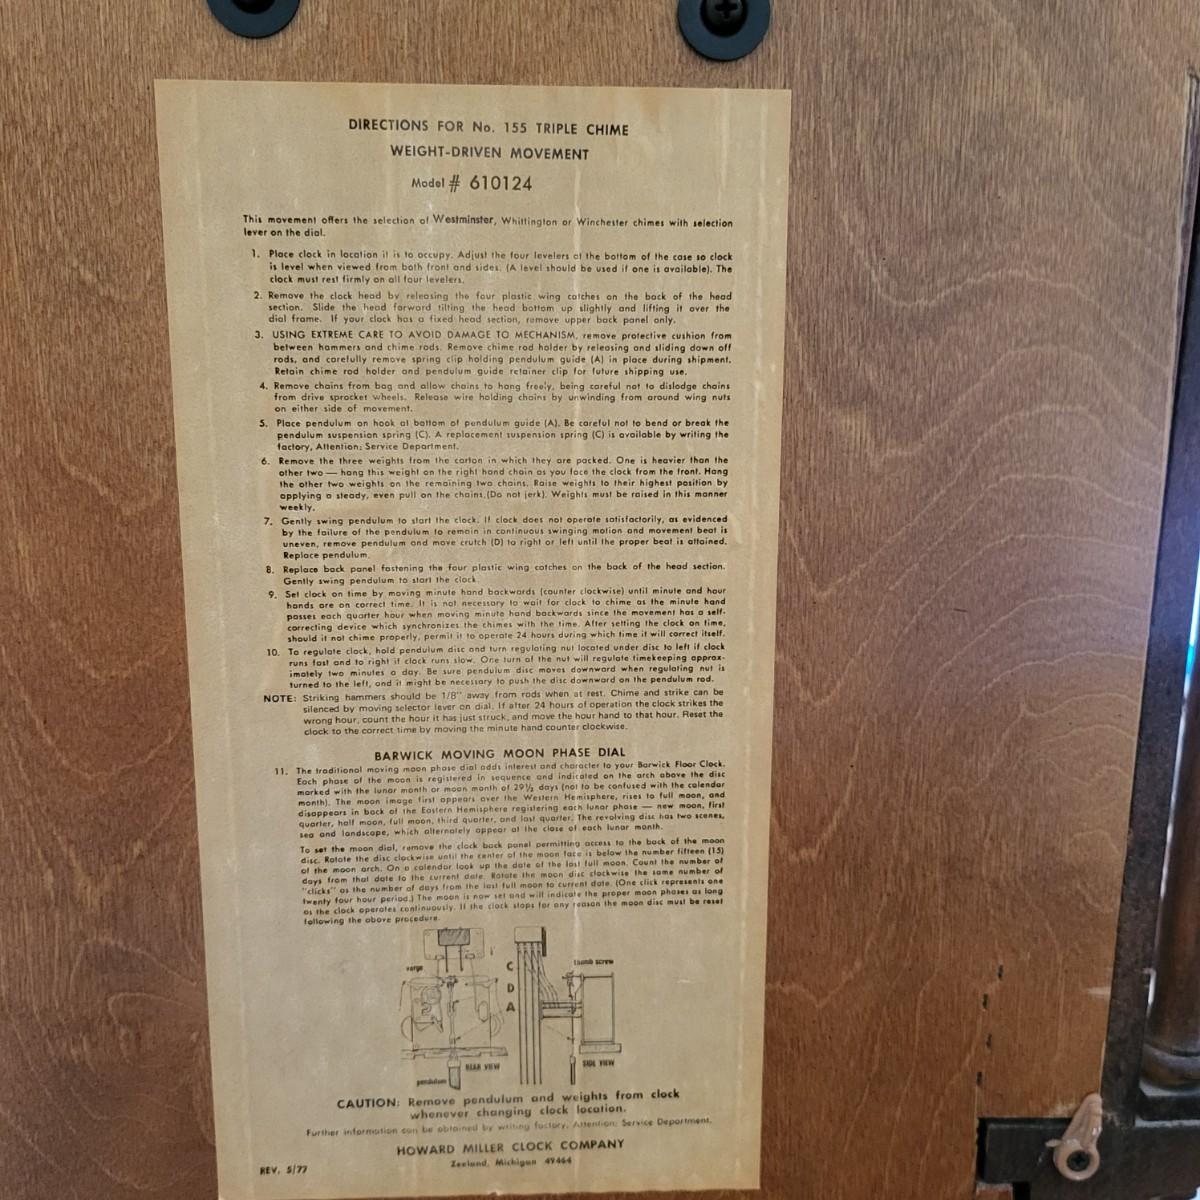 DIRECTIONS FOR No. 155 TRIPLE CHIME
WEIGHT-DRIVEN MOVEMENT
Model # 610124
This movement offers the selection of Westminster, Whittington or Winchester chimes with selection
lever on the dial.
1. Place clock in location it is to occupy. Adjust the four levelers at the bottom of the case so clock
is level when viewed from both front and sides. (A level should be used if one is available). The
clock must rest firmly on all four levelers.
2. Remove the clock head by releasing the four plastic wing catches on the back of the head
section. Slide the head forward tilting the head bottom up slightly and lifting it over the
dial frame. If your clock has a fixed head section, remove upper back panel only.
3. USING EXTREME CARE TO AVOID DAMAGE TO MECHANISM, remove protective cushion from
between hammers and chime rods. Remove chime rod holder by releasing and sliding down off
rods, and carefully remove spring clip holding pendulum guide (A) in place during shipment.
Retain chime rod holder and pendulum guide retainer clip for future shipping use.
4. Remove chains from bag and allow chains to hang freely, being careful not to dislodge chains
from drive sprocket wheels. Release wire holding chains by unwinding from around wing nuts
on either side of movement.
5. Place pendulum on hook at bottom of pendulum guide (A). Be careful not to bend or break the
pendulum suspension spring (C). A replacement suspension spring (C) is available by writing the
factory, Attention: Service Department.
6. Remove the three weights from the carton in which they are packed. One is heavier than the
other two — hang this weight on the right hand chain as you face the clock from the front. Hang
the other two weights on the remaining two chains. Raise weights to their highest position by
applying a steady, even pull on the chains.(Do not jerk). Weights must be raised in this manner
weekly.
7. Gently swing pendulum to start the clock. If clock does not operate satisfactorily, as evidenced
by the failure of the pendulum to remain in continuous swinging motion and movement beat is
uneven, remove pendulum and move crutch (D) to right or left until the proper beat is attained.
Replace pendulum.
8. Replace back panel fastening the four plastic wing catches on the back of the head section.
Gently swing pendulum to start the clock.
9. Set clock on time by moving minute hand backwards (counter clockwise) until minute and hour
hands are on correct time. It is not necessary to wait for clock to chime as the minute hand
passes each quarter hour when moving minute hand backwards since the movement has a self-
correcting device which synchronizes the chimes with the time. After setting the clock on time,
should it not chime properly, permit it to operate 24 hours during which time it will correct itself.
10. To regulate clock, hold pendulum disc and turn regulating nut located under disc to left if clock
runs fast and to right if clock runs slow. One turn of the nut will regulate timekeeping approx-
imately two minutes a day. Be sure pendulum disc moves downward when regulating nut is
turned to the left, and it might be necessary to push the disc downward on the pendulum rod.
NOTE: Striking hammers should be 1/8" away from rods when at rest. Chime and strike can be
silenced by moving selector lever on dial. If after 24 hours of operation the clock strikes the
wrong hour, count the hour it has just struck, and move the hour hand to that hour. Reset the
clock to the correct time by moving the minute hand counter clockwise.
BARWICK MOVING MOON PHASE DIAL
11. The traditional moving moon phase dial adds interest and character to your Barwick Floor Clock.
Each phase of the moon is registered in sequence and indicated on the arch above the disc
marked with the lunar month or moon month of 29½ days (not to be confused with the calendar
month). The moon image first appears over the Western Hemisphere, rises to full moon, and
disappears in back of the Eastern Hemisphere registering each lunar phase — new moon, first
quarter, half moon, full moon, third quarter, and last quarter. The revolving disc has two scenes,
sea and landscape, which alternately appear at the close of each lunar month.
To set the moon dial, remove the clock back panel permitting access to the back of the moon
disc. Rotate the disc clockwise until the center of the moon face is below the number fifteen (15)
of the moon arch. On a calendar look up the date of the last full moon. Count the number of
days from that date to the current date. Rotate the moon disc clockwise the same number of
"clicks" as the number of days from the last full moon to current date. (One click represents one
twenty four hour period.) The moon is now set and will indicate the proper moon phases as long
as the clock operates continuously. If the clock stops for any reason the moon disc must be reset
following the above procedure.
verge
C
D
A
thumb screw
REAR VIEW
SIDE VIEW
pendulum
CAUTION: Remove pendulum and weights from clock
whenever changing clock location.
Further information can be obtained by writing factory, Attention: Service Department.
HOWARD MILLER CLOCK COMPANY
Zeeland, Michigan 49464
REV. 5/77